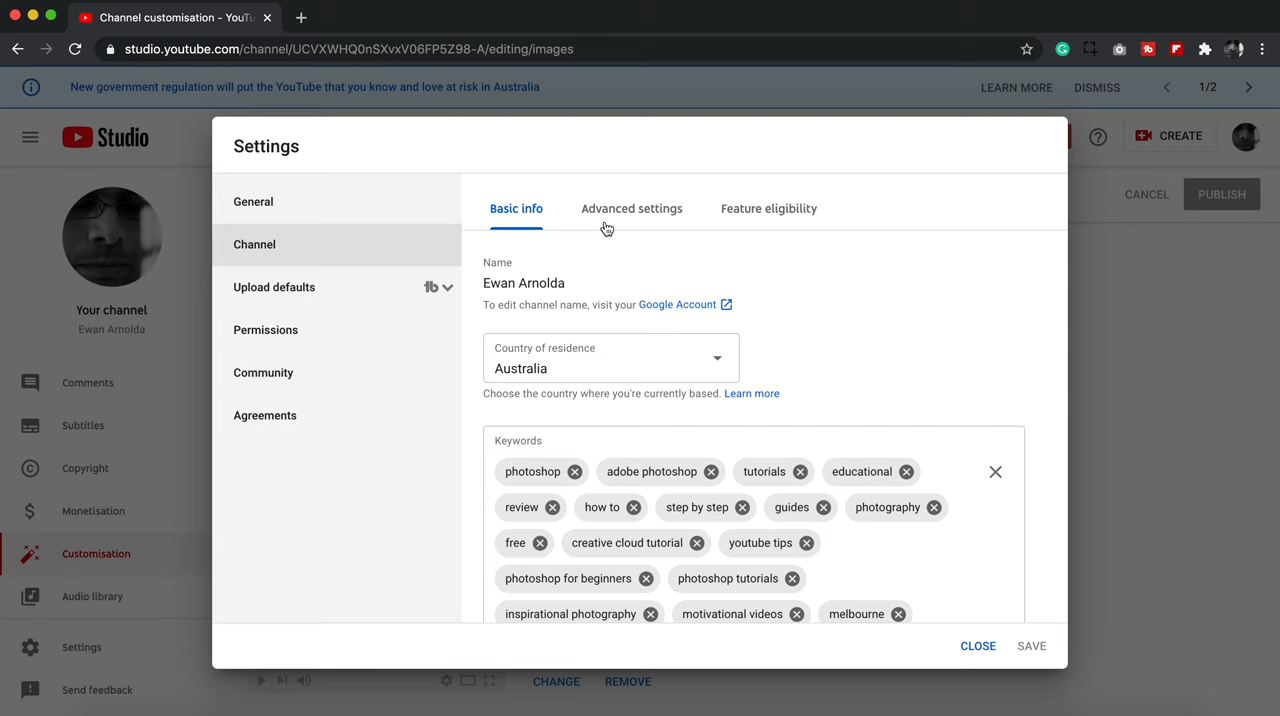 Channel customisation - YouTu
studio.youtube.com/channel/UCVXWHQ0nSXvxV06FP5Z98-A/editing/images
New government regulation will put the YouTube that you know and love at risk in Australia
LEARN MORE
DISMISS
1/2
Studio
CREATE
CANCEL
PUBLISH
Your channel
Ewan Arnolda
Comments
Subtitles
Copyright
Monetisation
Customisation
Audio library
Settings
Send feedback
Settings
General
Channel
Upload defaults
Permissions
Community
Agreements
Basic info
Advanced settings
Feature eligibility
Name
Ewan Arnolda
To edit channel name, visit your Google Account
Country of residence
Australia
Choose the country where you're currently based. Learn more
Keywords
photoshop adobe photoshop tutorials educational
review how to step by step guides photography
free creative cloud tutorial youtube tips
photoshop for beginners photoshop tutorials
inspirational photography motivational videos melbourne
CLOSE
SAVE
CHANGE
REMOVE